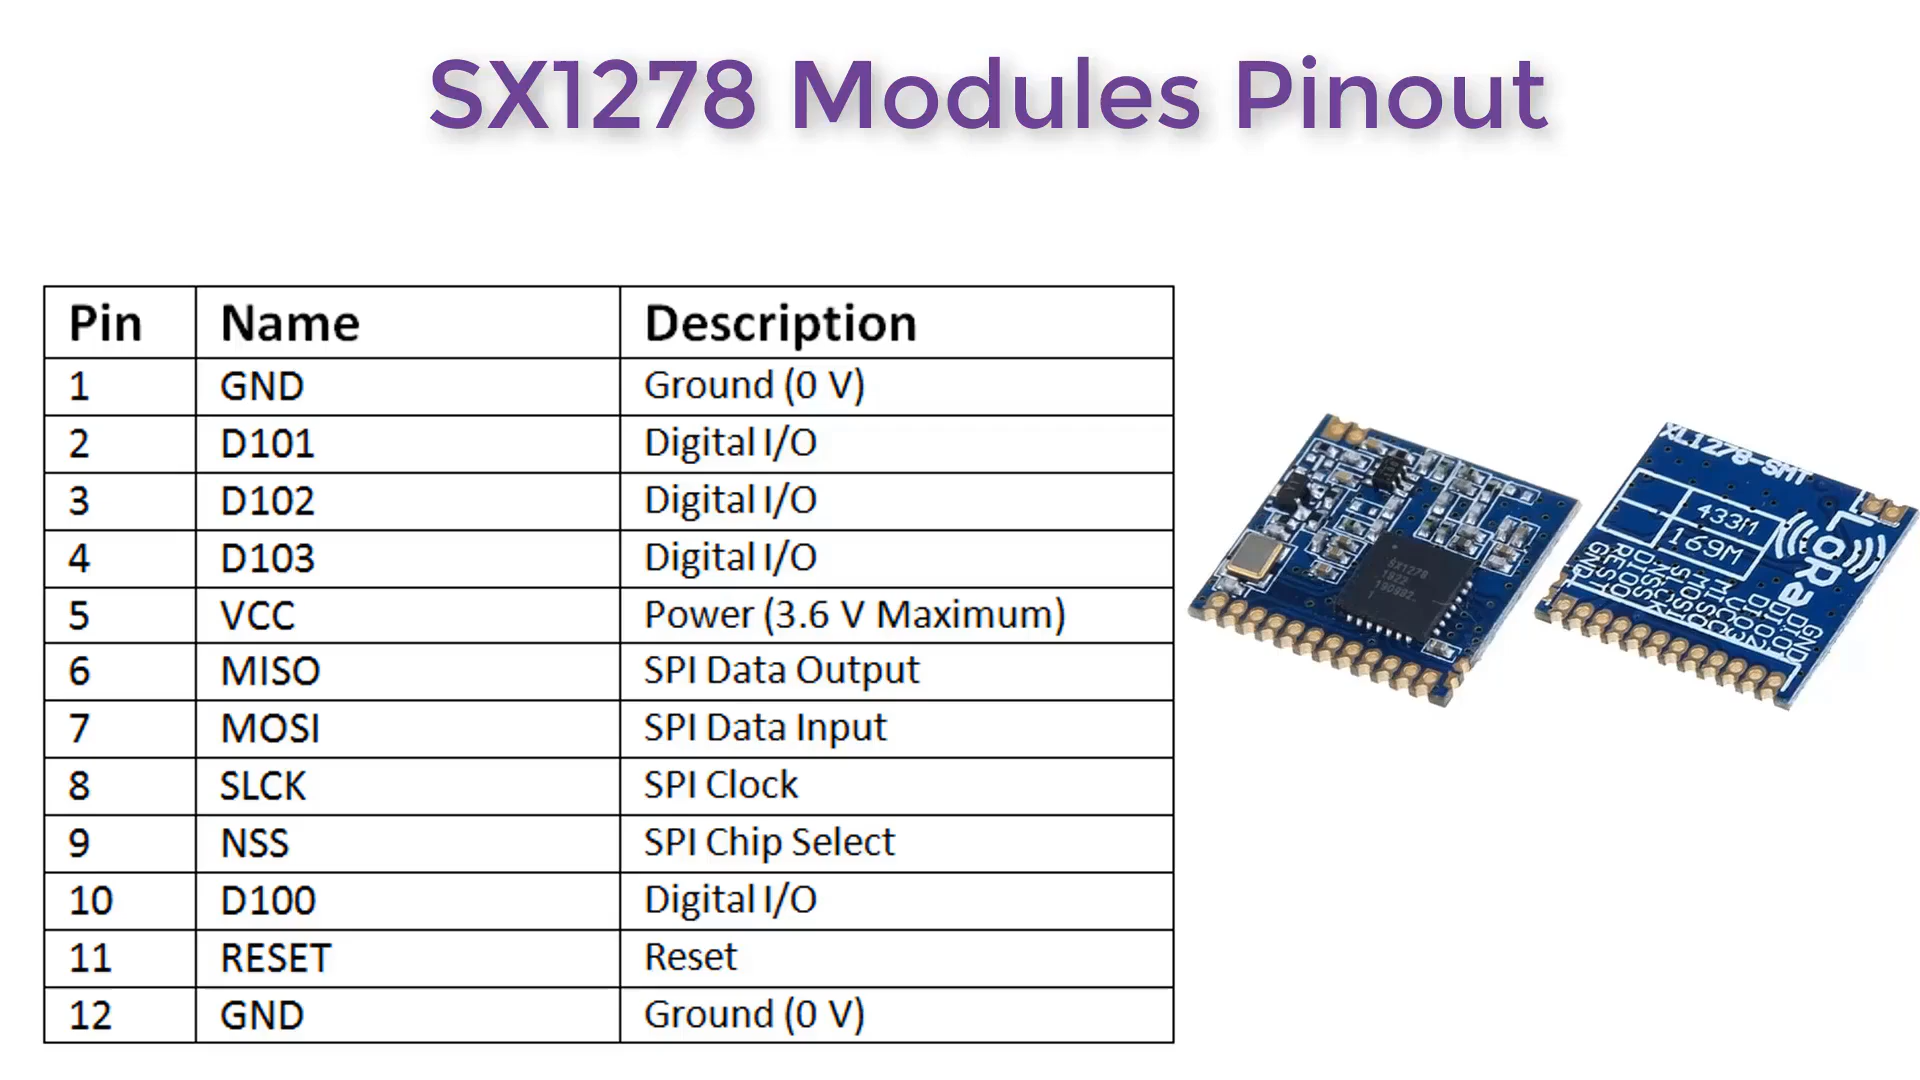 SX1278 Modules Pinout
Pin Name Description
1 GND Ground (0 V)
2 D101 Digital I/O
3 D102 Digital I/O
4 D103 Digital I/O
5 VCC Power (3.6 V Maximum)
6 MISO SPI Data Output
7 MOSI SPI Data Input
8 SLCK SPI Clock
9 NSS SPI Chip Select
10 D100 Digital I/O
11 RESET Reset
12 GND Ground (0 V)
SX1278
XL1278-SMT
433M
169M
LoRa